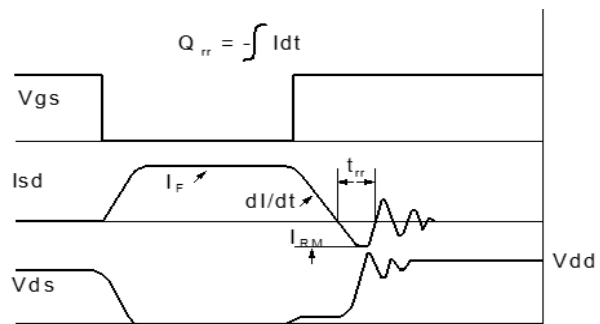 Q rr = -∫ Idt
Vgs
Isd
I F
dI/dt
t rr
I RM
Vds
Vdd